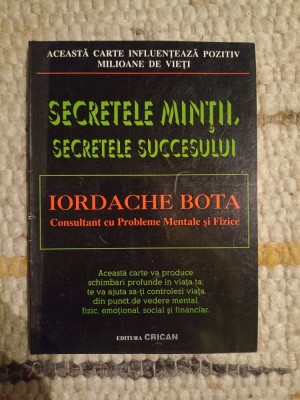 ACEASTĂ CARTE INFLUENȚEAZĂ POZITIV
MILIOANE DE VIEȚI
SECRETELE MINȚII,
SECRETELE SUCCESULUI
IORDACHE BOTA
Consultant cu Probleme Mentale și Fizice
Această carte va produce
schimbări profunde în viața ta;
te va ajuta să-ți controlezi viața
din punct de vedere mental,
fizic, emoțional, social și financiar.
EDITURA CRICAN